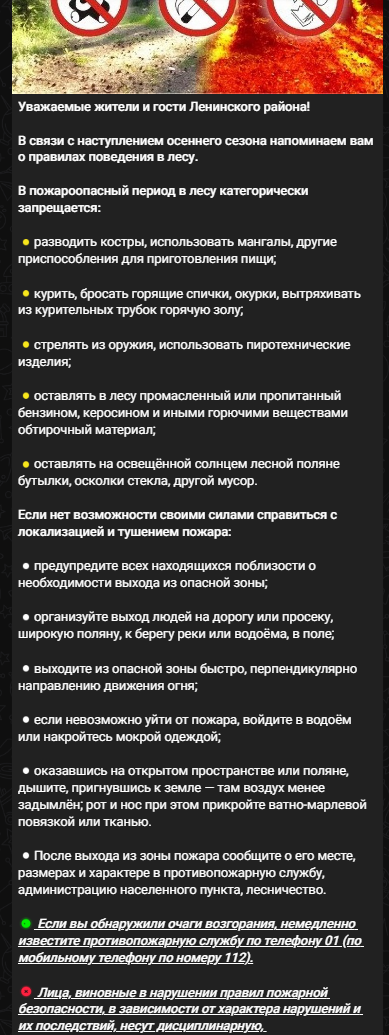 Уважаемые жители и гости Ленинского района!
В связи с наступлением осеннего сезона напоминаем вам
о правилах поведения в лесу.
В пожароопасный период в лесу категорически
запрещается:
● разводить костры, использовать мангалы, другие
приспособления для приготовления пищи;
● курить, бросать горящие спички, окурки, вытряхивать
из курительных трубок горячую золу;
● стрелять из оружия, использовать пиротехнические
изделия;
● оставлять в лесу промасленный или пропитанный
бензином, керосином и иными горючими веществами
обтирочный материал;
● оставлять на освещённой солнцем лесной поляне
бутылки, осколки стекла, другой мусор.
Если нет возможности своими силами справиться с
локализацией и тушением пожара:
● предупредите всех находящихся поблизости о
необходимости выхода из опасной зоны;
● организуйте выход людей на дорогу или просеку,
широкую поляну, к берегу реки или водоёма, в поле;
● выходите из опасной зоны быстро, перпендикулярно
направлению движения огня;
● если невозможно уйти от пожара, войдите в водоём
или накройтесь мокрой одеждой;
● оказавшись на открытом пространстве или поляне,
дышите, пригнувшись к земле — там воздух менее
задымлён; рот и нос при этом прикройте ватно-марлевой
повязкой или тканью.
● После выхода из зоны пожара сообщите о его месте,
размерах и характере в противопожарную службу,
администрацию населенного пункта, лесничество.
Если вы обнаружили очаги возгорания, немедленно
известите противопожарную службу по телефону 01 (по
мобильному телефону по номеру 112).
Лица, виновные в нарушении правил пожарной
безопасности, в зависимости от характера нарушений и
их последствий, несут дисциплинарную,